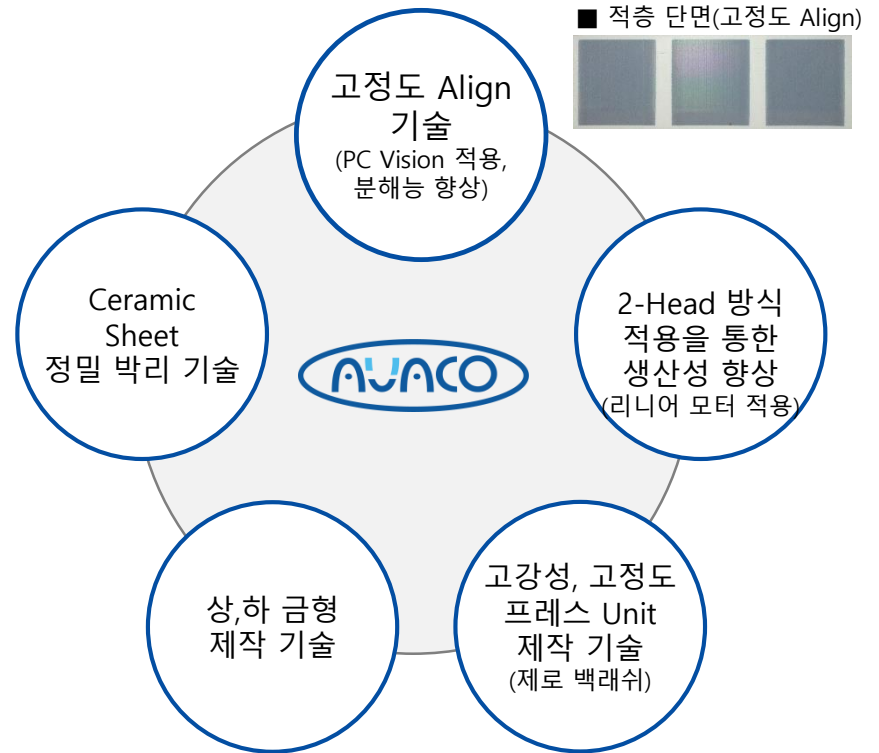 ■ 적층 단면(고정도 Align)
고정도 Align
기술
(PC Vision 적용,
분해능 향상)
Ceramic
Sheet
정밀 박리 기술
AVACO
2-Head 방식
적용을 통한
생산성 향상
(리니어 모터 적용)
상,하 금형
제작 기술
고강성, 고정도
프레스 Unit
제작 기술
(제로 백래쉬)